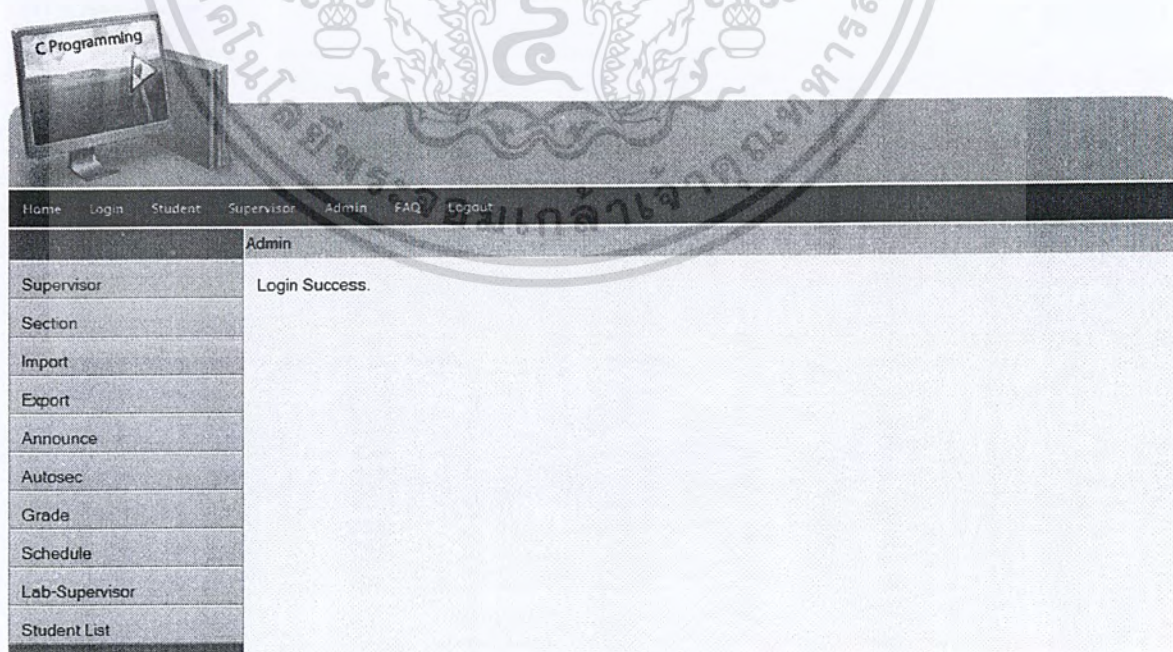 C Programming
Home Login Student Supervisor Admin FAQ Logout
Admin
Supervisor
Login Success.
Section
Import
Export
Announce
Autosec
Grade
Schedule
Lab-Supervisor
Student List